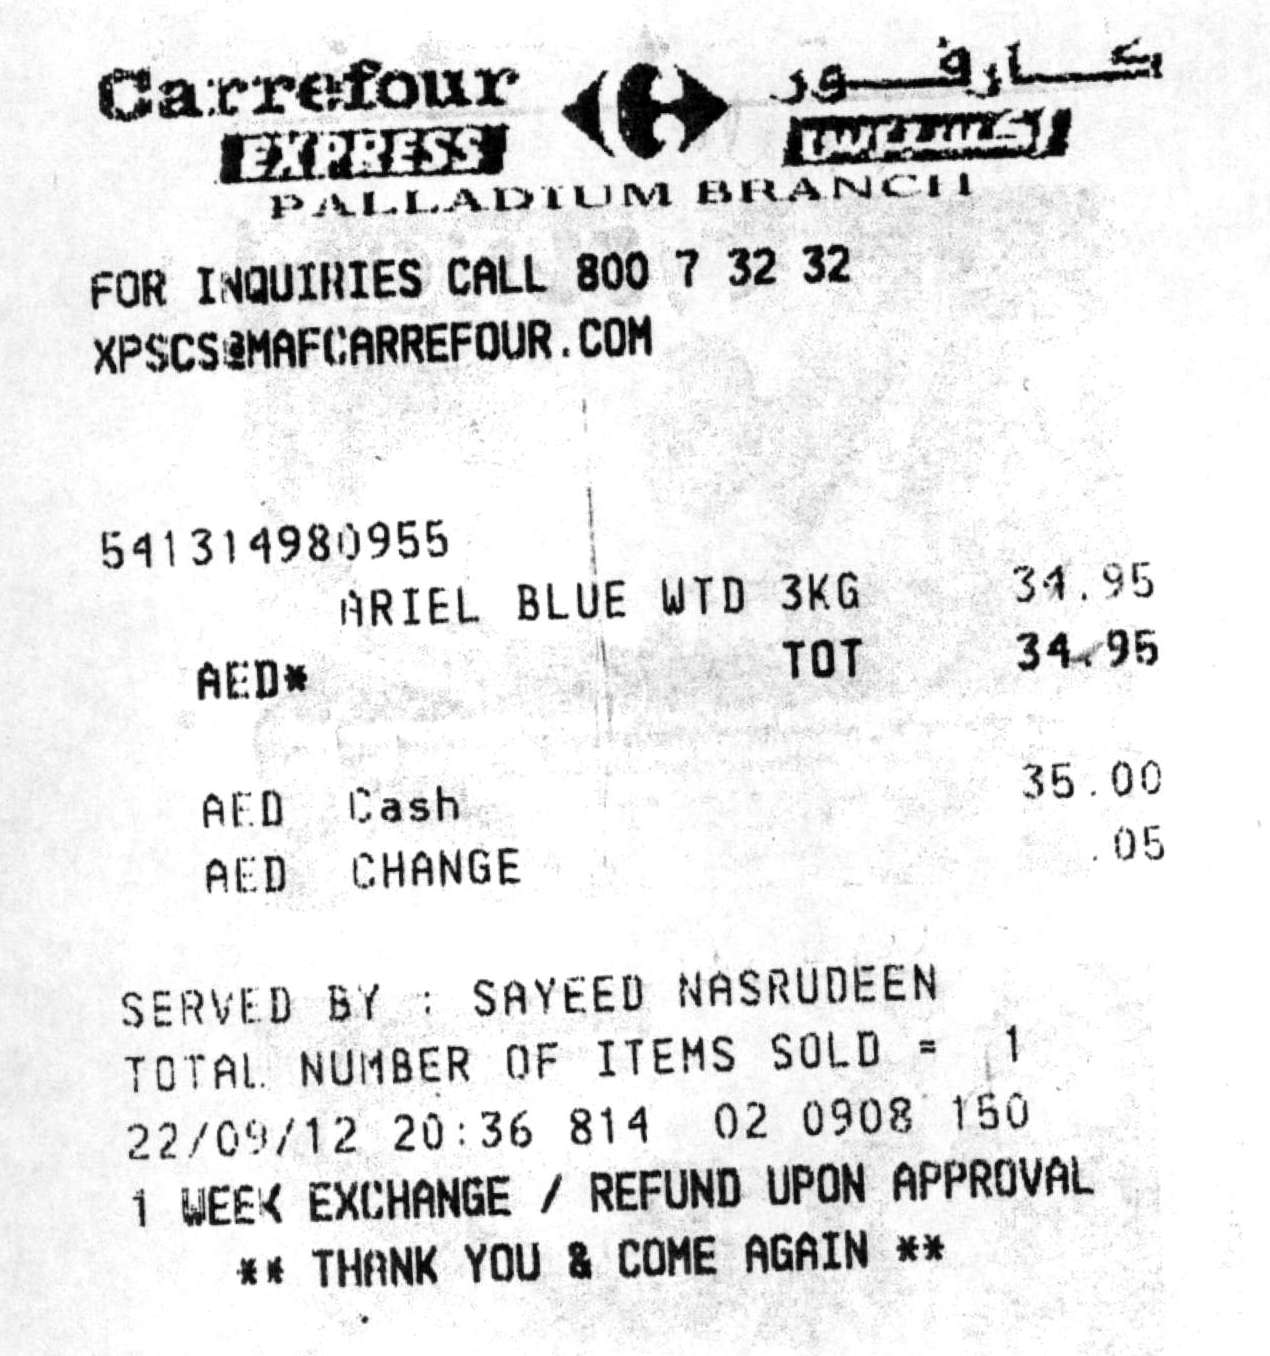 Carrefour كارفور
EXPRESS اكسبريس
PALLADIUM BRANCH
FOR INQUIRIES CALL 800 7 32 32
XPSCS@MAFCARREFOUR.COM
541314980955
ARIEL BLUE WTD 3KG 34.95
AED* TOT 34.95
AED Cash 35.00
AED CHANGE .05
SERVED BY : SAYEED NASRUDEEN
TOTAL NUMBER OF ITEMS SOLD = 1
22/09/12 20:36 814 02 0908 150
1 WEEK EXCHANGE / REFUND UPON APPROVAL
** THANK YOU & COME AGAIN **